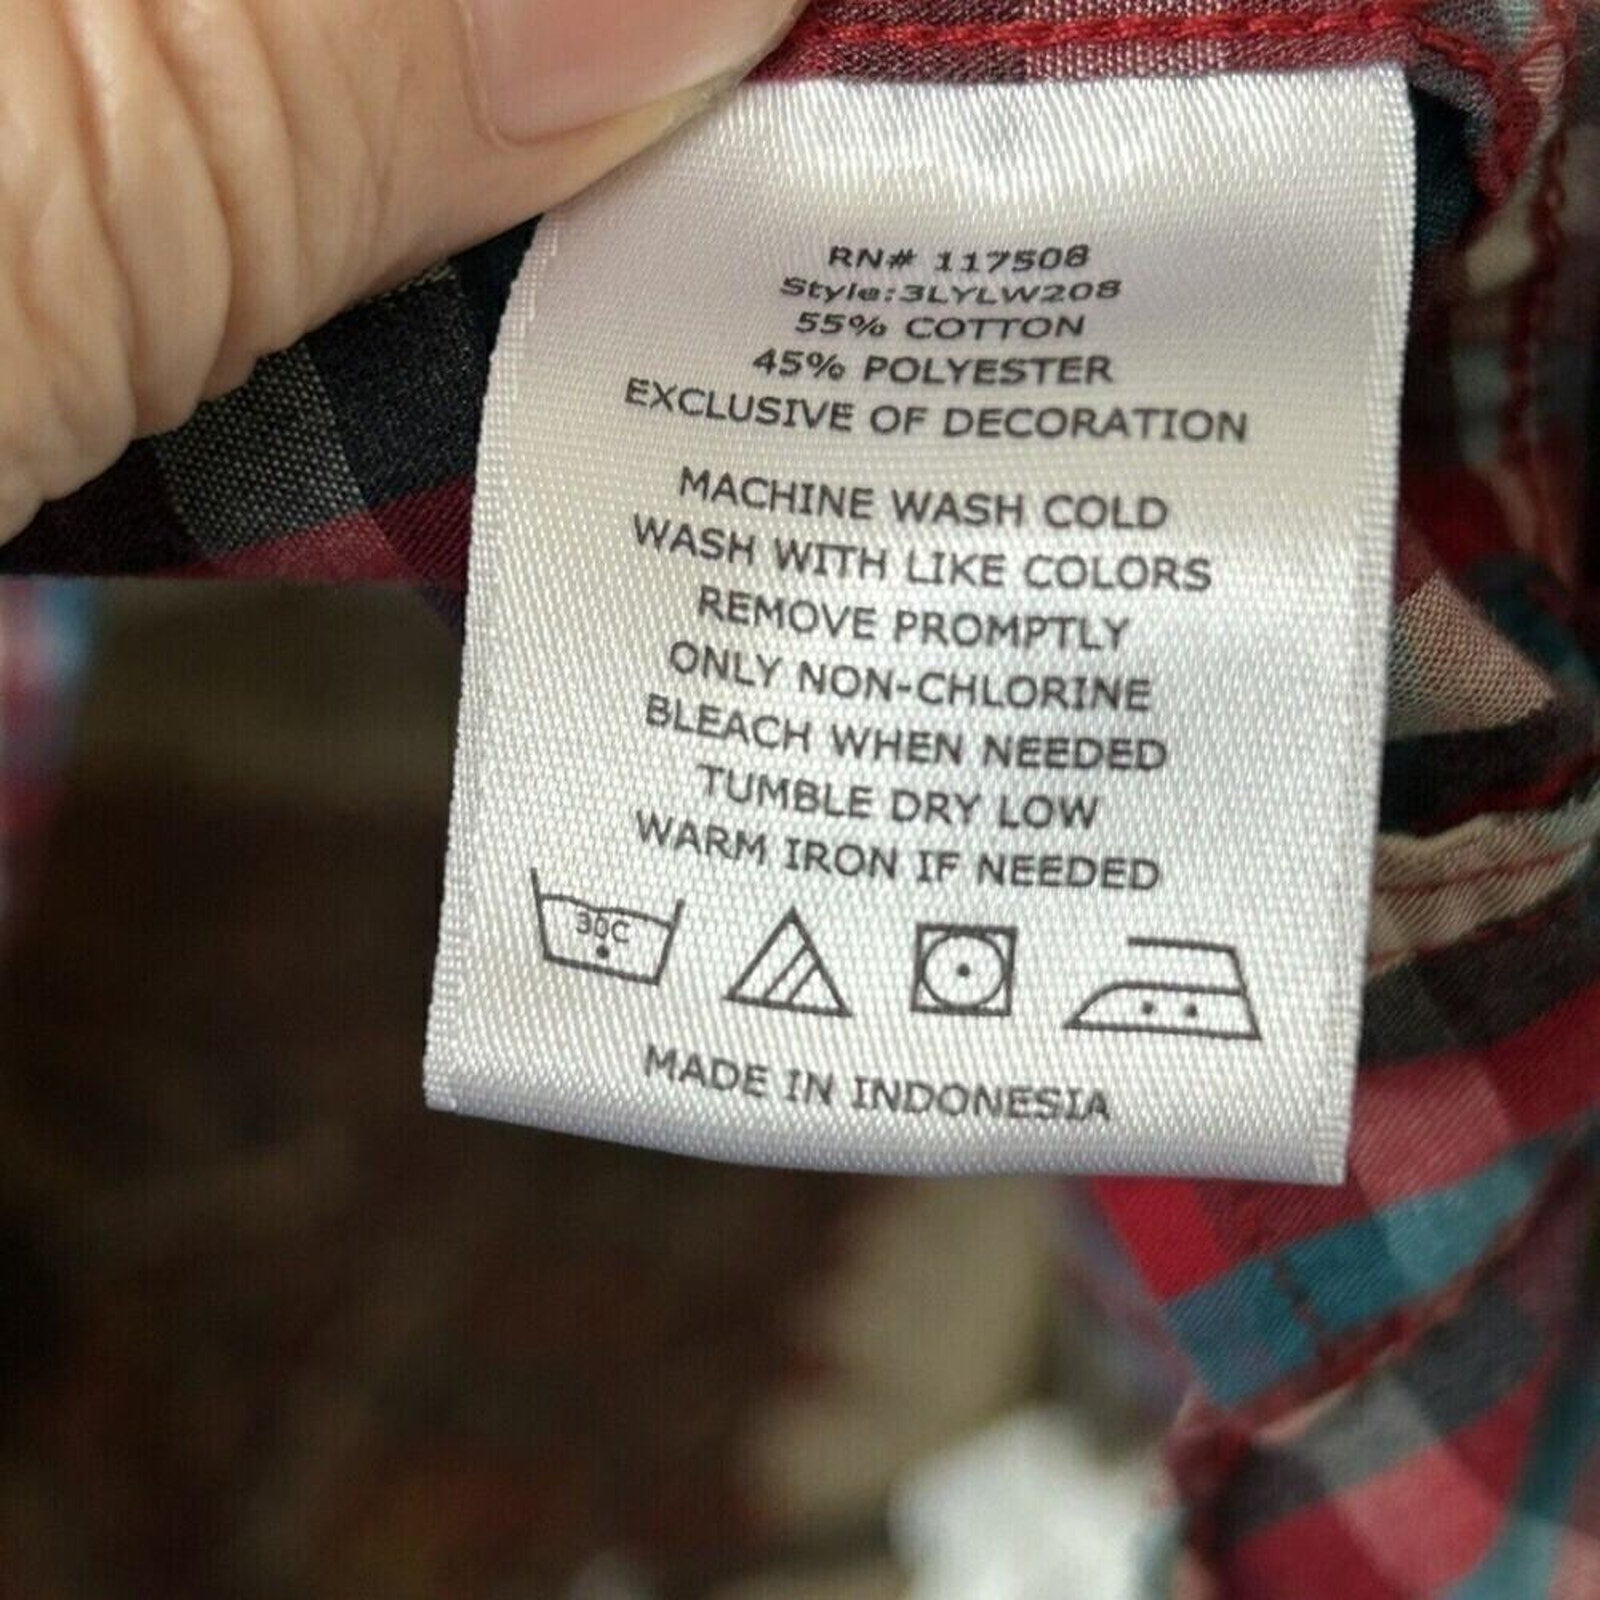 RN# 117508
Style:3LYLW208
55% COTTON
45% POLYESTER
EXCLUSIVE OF DECORATION
MACHINE WASH COLD
WASH WITH LIKE COLORS
REMOVE PROMPTLY
ONLY NON-CHLORINE
BLEACH WHEN NEEDED
TUMBLE DRY LOW
WARM IRON IF NEEDED
30C
MADE IN INDONESIA